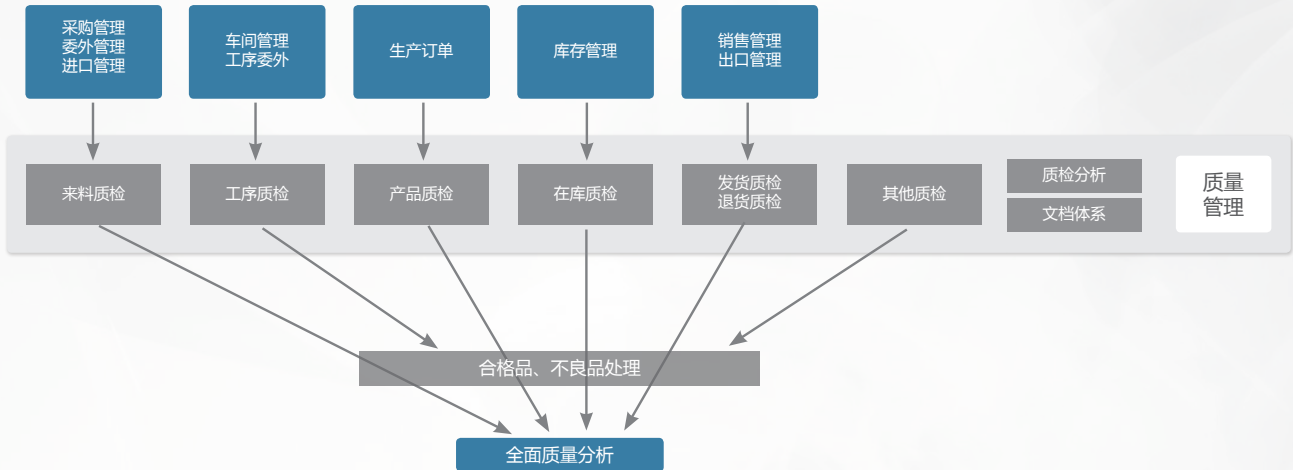 采购管理
委外管理
进口管理
车间管理
工序委外
生产订单
库存管理
销售管理
出口管理
来料质检
工序质检
产品质检
在库质检
发货质检
退货质检
其他质检
质检分析
文档体系
质量
管理
合格品、不良品处理
全面质量分析